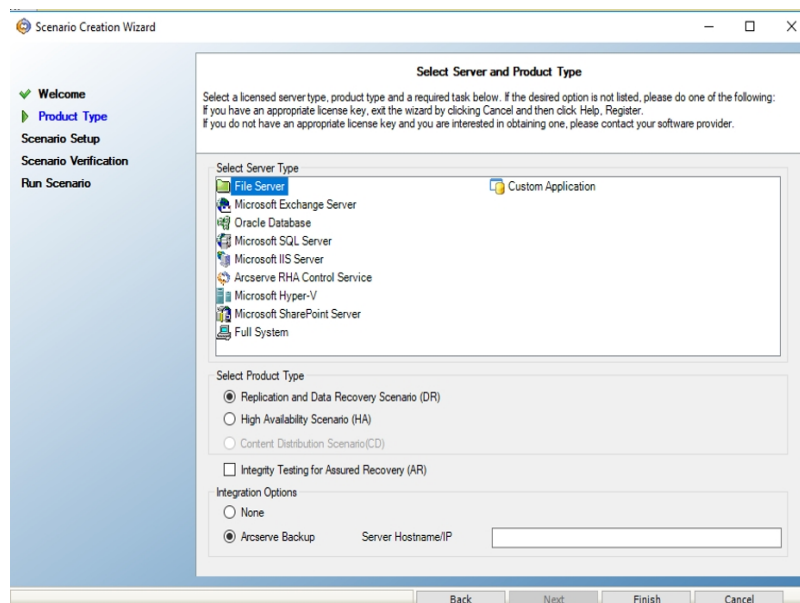 Scenario Creation Wizard
Welcome
Product Type
Scenario Setup
Scenario Verification
Run Scenario
Select Server and Product Type
Select a licensed server type, product type and a required task below. If the desired option is not listed, please do one of the following:
If you have an appropriate license key, exit the wizard by clicking Cancel and then click Help, Register.
If you do not have an appropriate license key and you are interested in obtaining one, please contact your software provider.
Select Server Type
File Server
Custom Application
Microsoft Exchange Server
Oracle Database
Microsoft SQL Server
Microsoft IIS Server
Arcserve RHA Control Service
Microsoft Hyper-V
Microsoft SharePoint Server
Full System
Select Product Type
Replication and Data Recovery Scenario (DR)
High Availability Scenario (HA)
Content Distribution Scenario(CD)
Integrity Testing for Assured Recovery (AR)
Integration Options
None
Arcserve Backup Server Hostname/IP
Back Next Finish Cancel